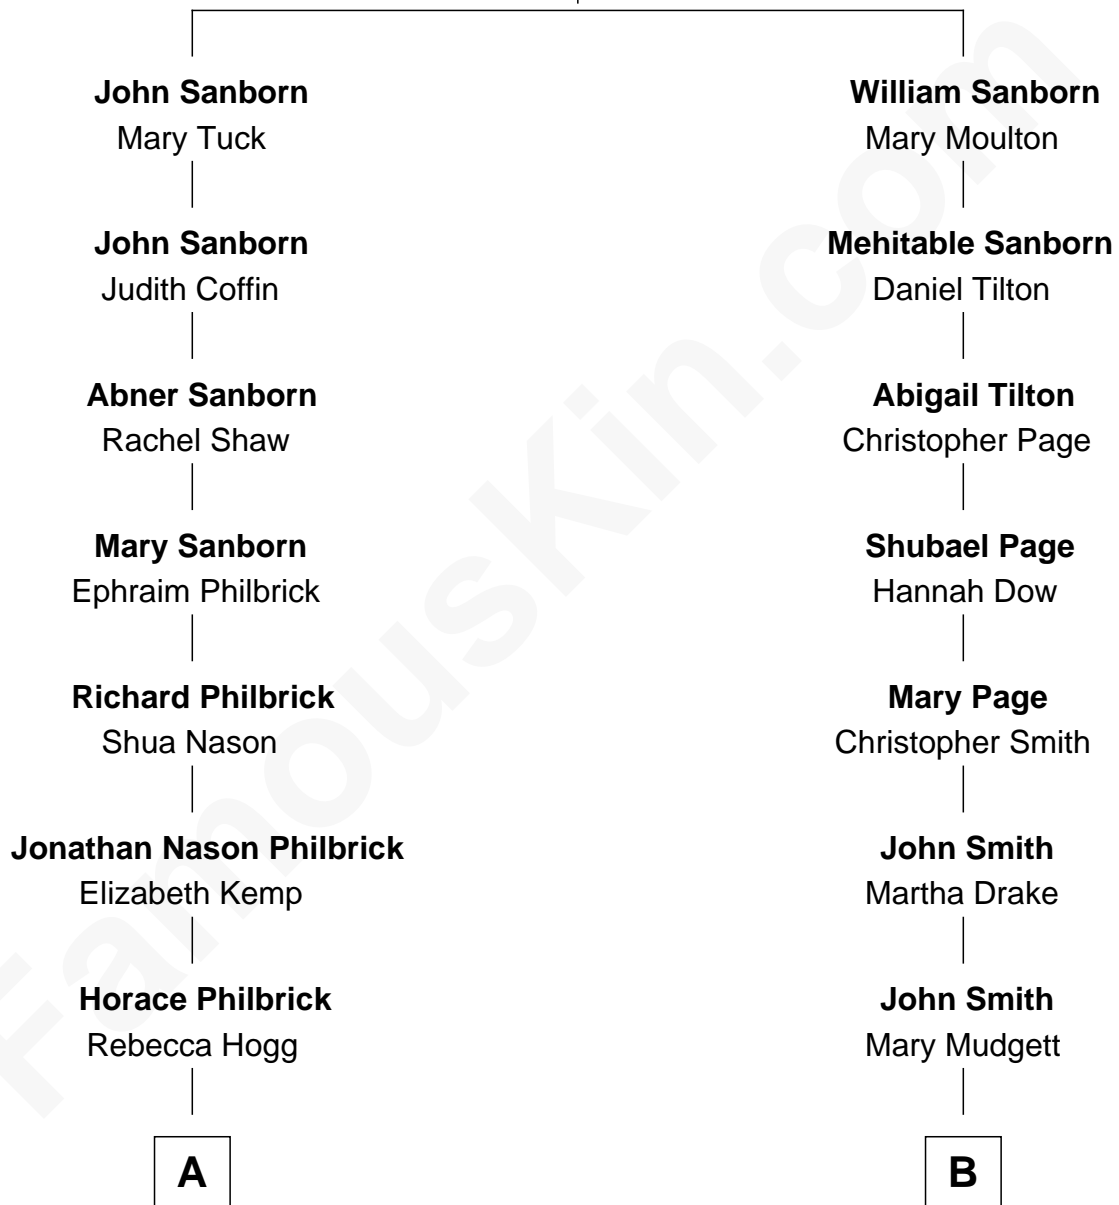 John Sanborn
Mary Tuck
John Sanborn
Judith Coffin
Abner Sanborn
Rachel Shaw
Mary Sanborn
Ephraim Philbrick
Richard Philbrick
Shua Nason
Jonathan Nason Philbrick
Elizabeth Kemp
Horace Philbrick
Rebecca Hogg
A
William Sanborn
Mary Moulton
Mehitable Sanborn
Daniel Tilton
Abigail Tilton
Christopher Page
Shubael Page
Hannah Dow
Mary Page
Christopher Smith
John Smith
Martha Drake
John Smith
Mary Mudgett
B
FamousKin.com